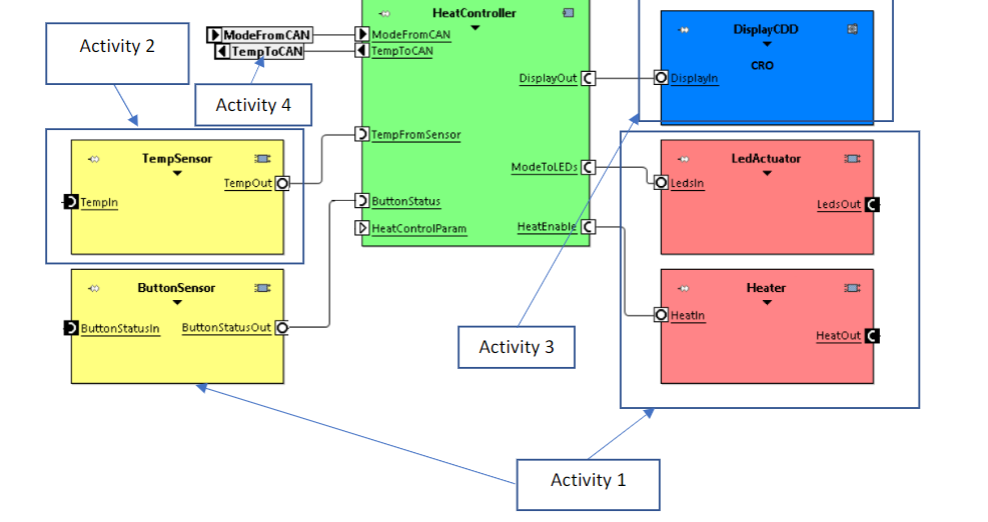 HeatController
DisplayCDD
CRO
ModeFromCAN
ModeFromCAN
TempToCAN
TempToCAN
Activity 2
DisplayOut
DisplayIn
Activity 4
TempFromSensor
TempSensor
TempOut
TempIn
ModeToLEDs
LedActuator
LedsIn
LedsOut
ButtonStatus
HeatControlParam
HeatEnable
ButtonSensor
ButtonStatusIn
ButtonStatusOut
Heater
HeatIn
HeatOut
Activity 3
Activity 1